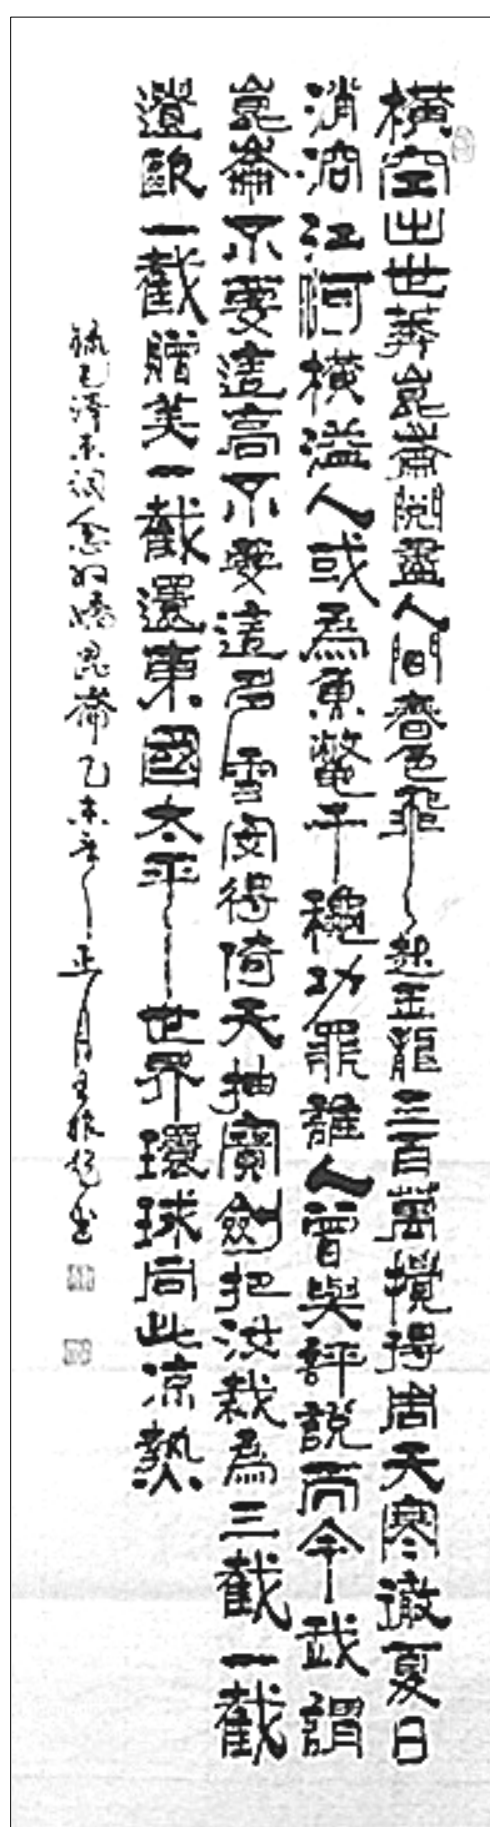 橫空出世莽崑崙閱盡人間春色飛起玉龍三百萬攪得周天寒徹夏日
消溶江河橫溢人或爲魚鱉千秋功罪誰人曾與評說而今我謂
崑崙不要這高不要這多雪安得倚天抽寶劍把汝裁爲三截一截
遺歐一截贈美一截還東國太平世界環球同此涼熱
錄毛澤東詞念奴嬌昆崙乙未年正月王書